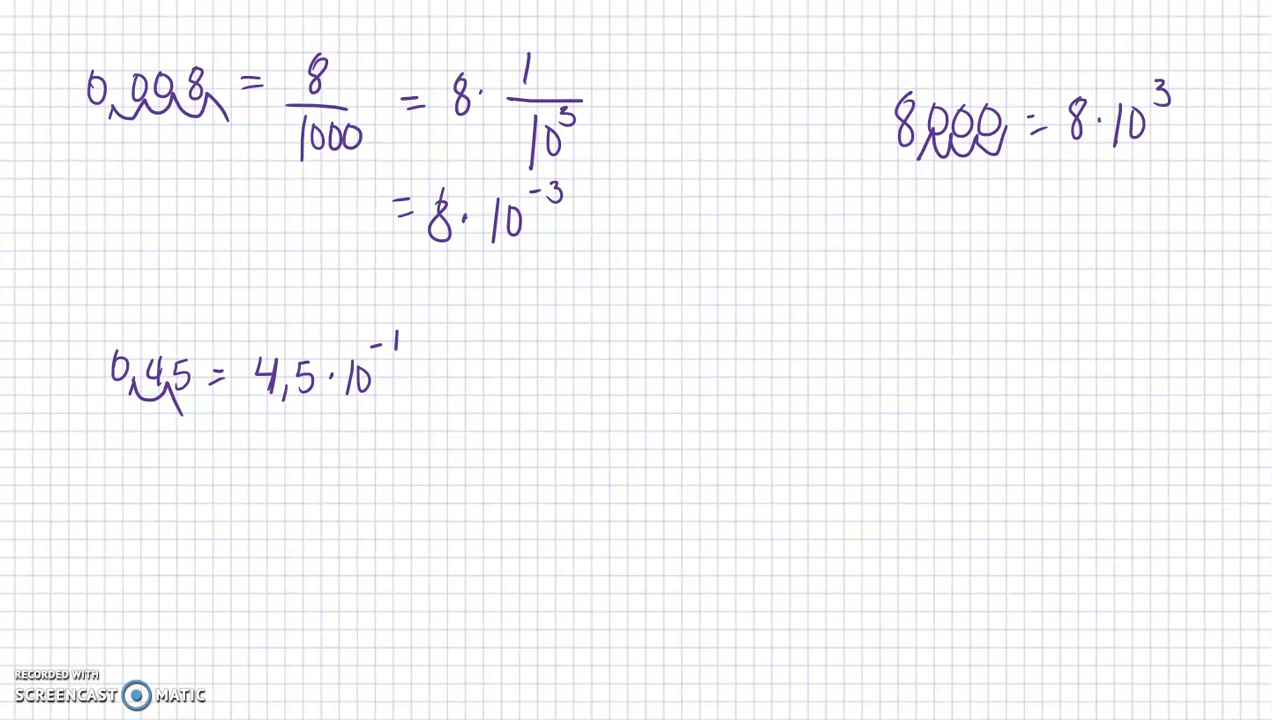 0,008 = 8/1000 = 8 · 1/10³
= 8 · 10⁻³
8000 = 8 · 10³
0,45 = 4,5 · 10⁻¹
RECORDED WITH
SCREENCAST MATIC